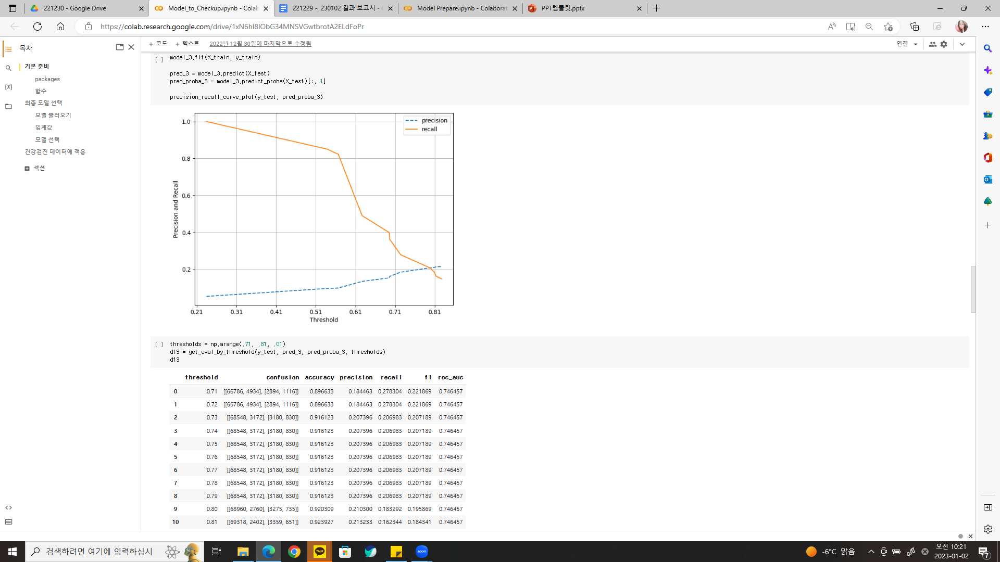 221230 - Google Drive
Model_to_Checkup.ipynb - Colab
221229 ~ 230102 결과 보고서 -
Model Prepare.ipynb - Colaborat
PPT템플릿.pptx
https://colab.research.google.com/drive/1xN6hl8IObG34MNSVGwtbrotA2ELdFoPr
목차
기본 준비
packages
함수
최종 모델 선택
모델 불러오기
임계값
모델 선택
건강검진 데이터에 적용
섹션
+ 코드 + 텍스트 2022년 12월 30일에 마지막으로 수정됨
연결
[ ] model_3.fit(X_train, y_train)
pred_3 = model_3.predict(X_test)
pred_proba_3 = model_3.predict_proba(X_test)[:, 1]
precision_recall_curve_plot(y_test, pred_proba_3)
precision
recall
1.0
0.8
0.6
0.4
0.2
Precision and Recall
0.21 0.31 0.41 0.51 0.61 0.71 0.81
Threshold
[ ] thresholds = np.arange(.71, .81, .01)
df3 = get_eval_by_threshold(y_test, pred_3, pred_proba_3, thresholds)
df3
threshold confusion accuracy precision recall f1 roc_auc
0 0.71 [[66786, 4934], [2894, 1116]] 0.896633 0.184463 0.278304 0.221869 0.746457
1 0.72 [[66786, 4934], [2894, 1116]] 0.896633 0.184463 0.278304 0.221869 0.746457
2 0.73 [[68548, 3172], [3180, 830]] 0.916123 0.207396 0.206983 0.207189 0.746457
3 0.74 [[68548, 3172], [3180, 830]] 0.916123 0.207396 0.206983 0.207189 0.746457
4 0.75 [[68548, 3172], [3180, 830]] 0.916123 0.207396 0.206983 0.207189 0.746457
5 0.76 [[68548, 3172], [3180, 830]] 0.916123 0.207396 0.206983 0.207189 0.746457
6 0.77 [[68548, 3172], [3180, 830]] 0.916123 0.207396 0.206983 0.207189 0.746457
7 0.78 [[68548, 3172], [3180, 830]] 0.916123 0.207396 0.206983 0.207189 0.746457
8 0.79 [[68548, 3172], [3180, 830]] 0.916123 0.207396 0.206983 0.207189 0.746457
9 0.80 [[68960, 2760], [3275, 735]] 0.920309 0.210300 0.183292 0.195869 0.746457
10 0.81 [[69318, 2402], [3359, 651]] 0.923927 0.213233 0.162344 0.184341 0.746457
검색하려면 여기에 입력하십시
TALK
zoom
-6°C 맑음
오전 10:21
2023-01-02
7